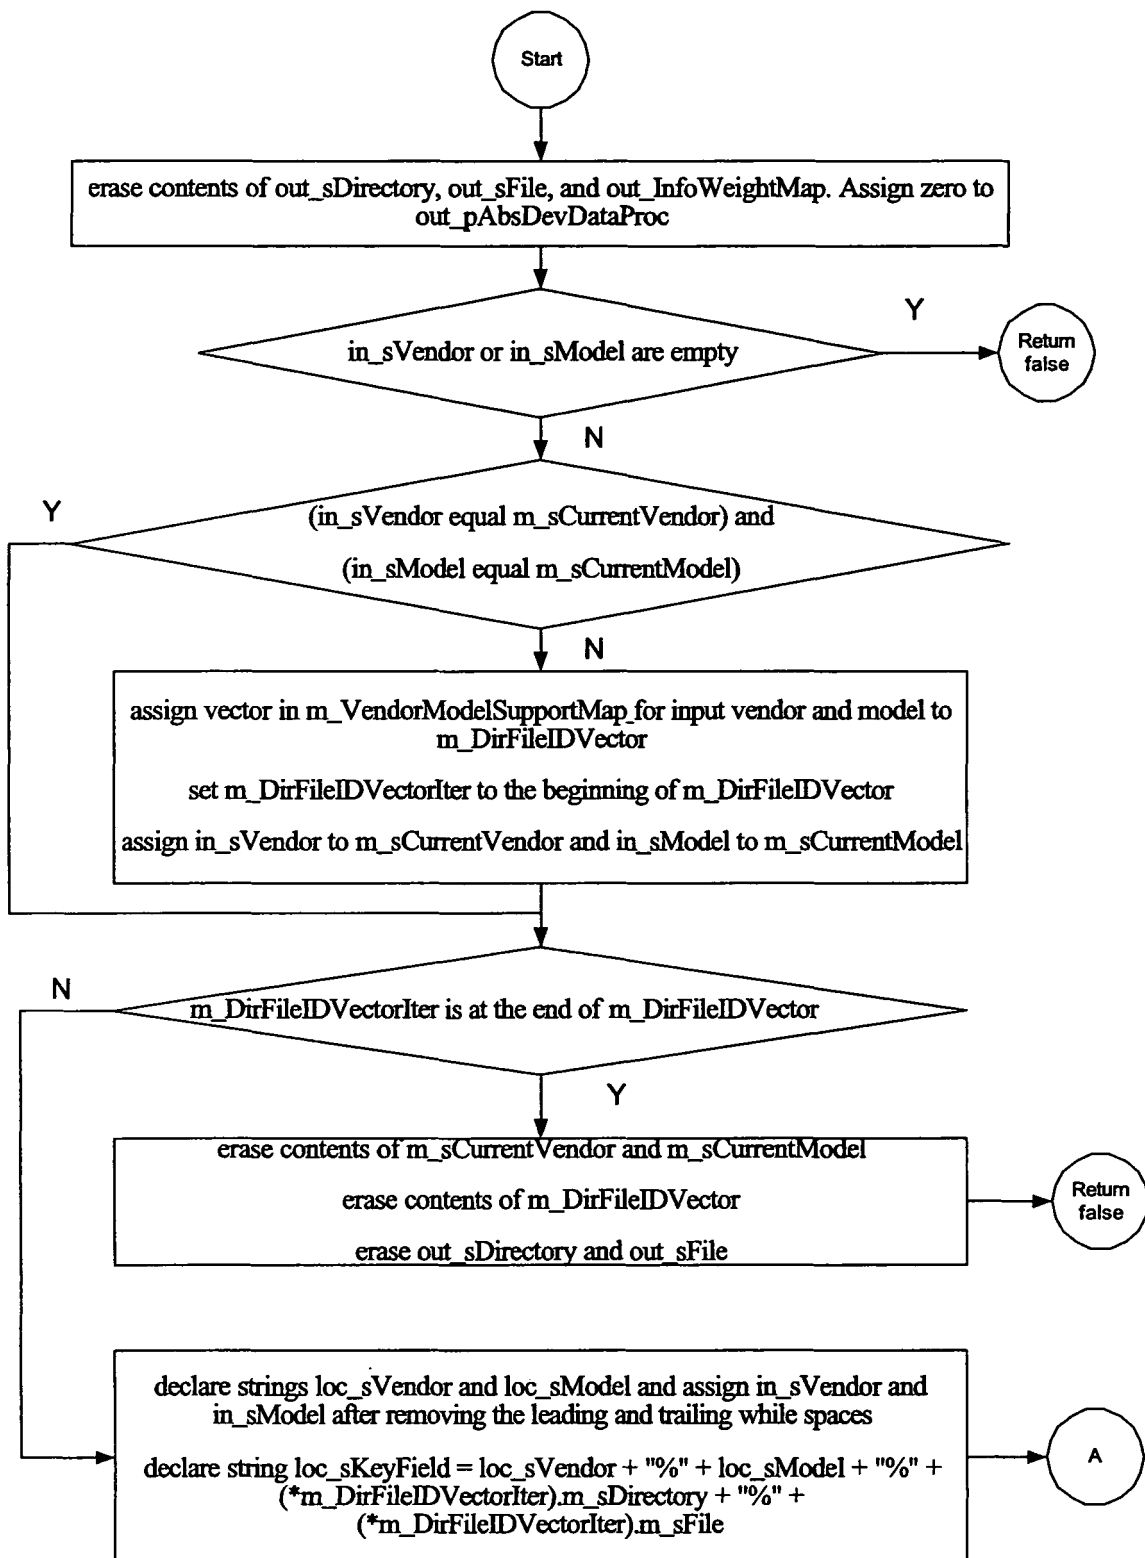 Start
erase contents of out_sDirectory, out_sFile, and out_InfoWeightMap. Assign zero to
out_pAbsDevDataProc
Y
in_sVendor or in_sModel are empty
Return
false
N
Y
(in_sVendor equal m_sCurrentVendor) and
(in_sModel equal m_sCurrentModel)
N
assign vector in m_VendorModelSupportMap for input vendor and model to
m_DirFileIDVector
set m_DirFileIDVectorIter to the beginning of m_DirFileIDVector
assign in_sVendor to m_sCurrentVendor and in_sModel to m_sCurrentModel
N
m_DirFileIDVectorIter is at the end of m_DirFileIDVector
Y
erase contents of m_sCurrentVendor and m_sCurrentModel
erase contents of m_DirFileIDVector
erase out_sDirectory and out_sFile
Return
false
declare strings loc_sVendor and loc_sModel and assign in_sVendor and
in_sModel after removing the leading and trailing while spaces
declare string loc_sKeyField = loc_sVendor + "%" + loc_sModel + "%" +
(*m_DirFileIDVectorIter).m_sDirectory + "%" +
(*m_DirFileIDVectorIter).m_sFile
A